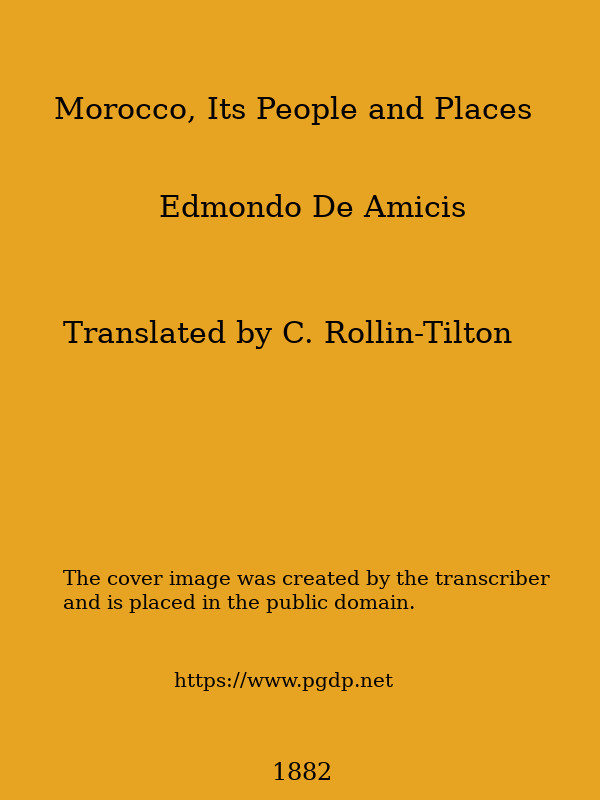 Morocco, Its People and Places
Edmondo De Amicis
Translated by C. Rollin-Tilton
The cover image was created by the transcriber
and is placed in the public domain.
https://www.pgdp.net
1882